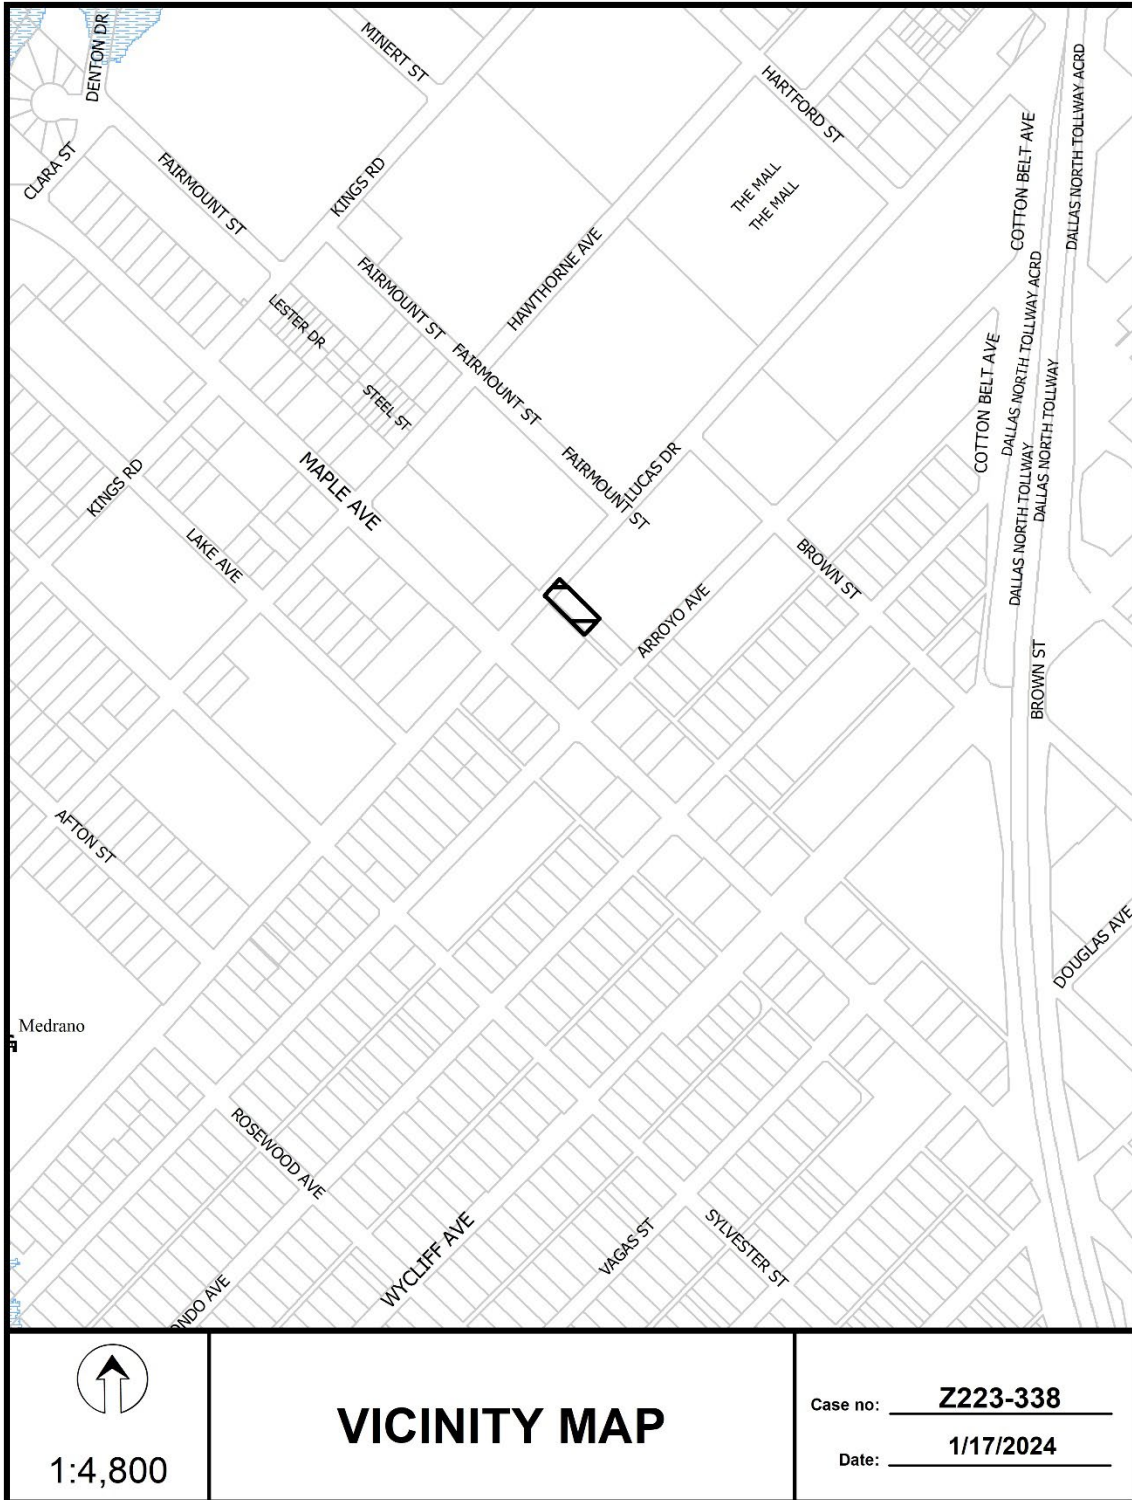 MINERT ST
DENTON DR
HARTFORD ST
DALLAS NORTH TOLLWAY ACRD
COTTON BELT AVE
CLARA ST
FAIRMOUNT ST
KINGS RD
THE MALL
THE MALL
HAWTHORNE AVE
FAIRMOUNT ST
LESTER DR
DALLAS NORTH TOLLWAY ACRD
COTTON BELT AVE
FAIRMOUNT ST
STEEL ST
DALLAS NORTH TOLLWAY
DALLAS NORTH TOLLWAY
MAPLE AVE
KINGS RD
FAIRMOUNT ST
LUCAS DR
LAKE AVE
BROWN ST
ARROYO AVE
BROWN ST
AFTON ST
DOUGLAS AVE
Medrano
ROSEWOOD AVE
WYCLIFF AVE
VAGAS ST
SYLVESTER ST
ONDO AVE
1:4,800
VICINITY MAP
Case no: Z223-338
Date: 1/17/2024